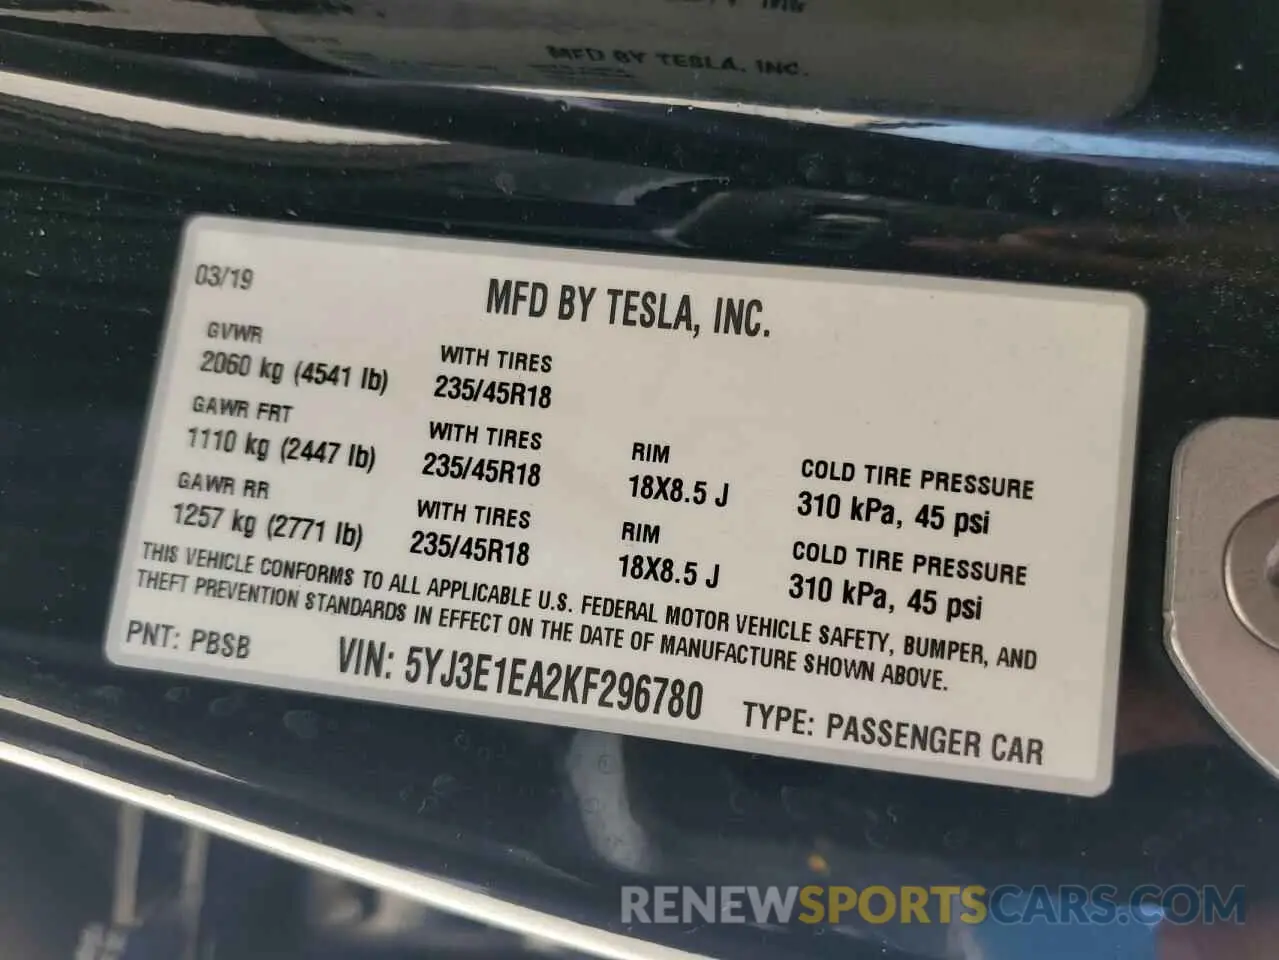 MFD BY TESLA, INC.
03/19
MFD BY TESLA, INC.
GVWR
2060 kg (4541 lb)
WITH TIRES
235/45R18
GAWR FRT
1110 kg (2447 lb)
WITH TIRES
235/45R18
RIM
18X8.5 J
COLD TIRE PRESSURE
310 kPa, 45 psi
GAWR RR
1257 kg (2771 lb)
WITH TIRES
235/45R18
RIM
18X8.5 J
COLD TIRE PRESSURE
310 kPa, 45 psi
THIS VEHICLE CONFORMS TO ALL APPLICABLE U.S. FEDERAL MOTOR VEHICLE SAFETY, BUMPER, AND
THEFT PREVENTION STANDARDS IN EFFECT ON THE DATE OF MANUFACTURE SHOWN ABOVE.
PNT: PBSB
VIN: 5YJ3E1EA2KF296780
TYPE: PASSENGER CAR
RENEWSPORTSCARS.COM